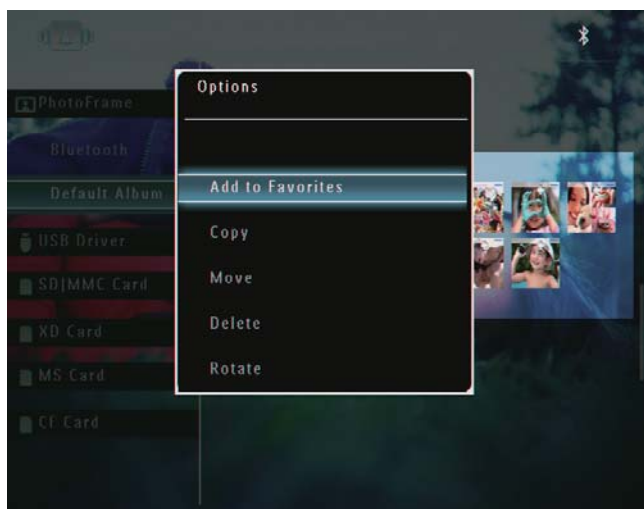 Options
PhotoFrame
Bluetooth
Default Album
USB Driver
SD|MMC Card
XD Card
MS Card
CF Card
Add to Favorites
Copy
Move
Delete
Rotate